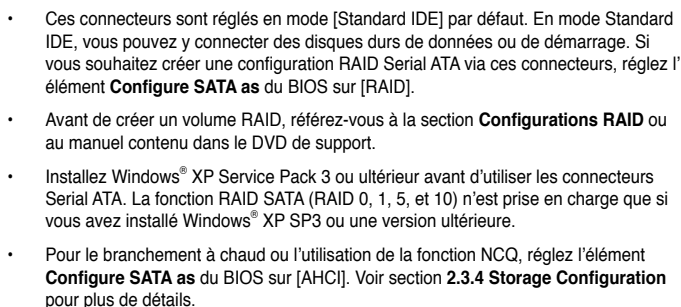 • Ces connecteurs sont réglés en mode [Standard IDE] par défaut. En mode Standard
IDE, vous pouvez y connecter des disques durs de données ou de démarrage. Si
vous souhaitez créer une configuration RAID Serial ATA via ces connecteurs, réglez l’
élément Configure SATA as du BIOS sur [RAID].
• Avant de créer un volume RAID, référez-vous à la section Configurations RAID ou
au manuel contenu dans le DVD de support.
• Installez Windows® XP Service Pack 3 ou ultérieur avant d’utiliser les connecteurs
Serial ATA. La fonction RAID SATA (RAID 0, 1, 5, et 10) n’est prise en charge que si
vous avez installé Windows® XP SP3 ou une version ultérieure.
• Pour le branchement à chaud ou l’utilisation de la fonction NCQ, réglez l’élément
Configure SATA as du BIOS sur [AHCI]. Voir section 2.3.4 Storage Configuration
pour plus de détails.